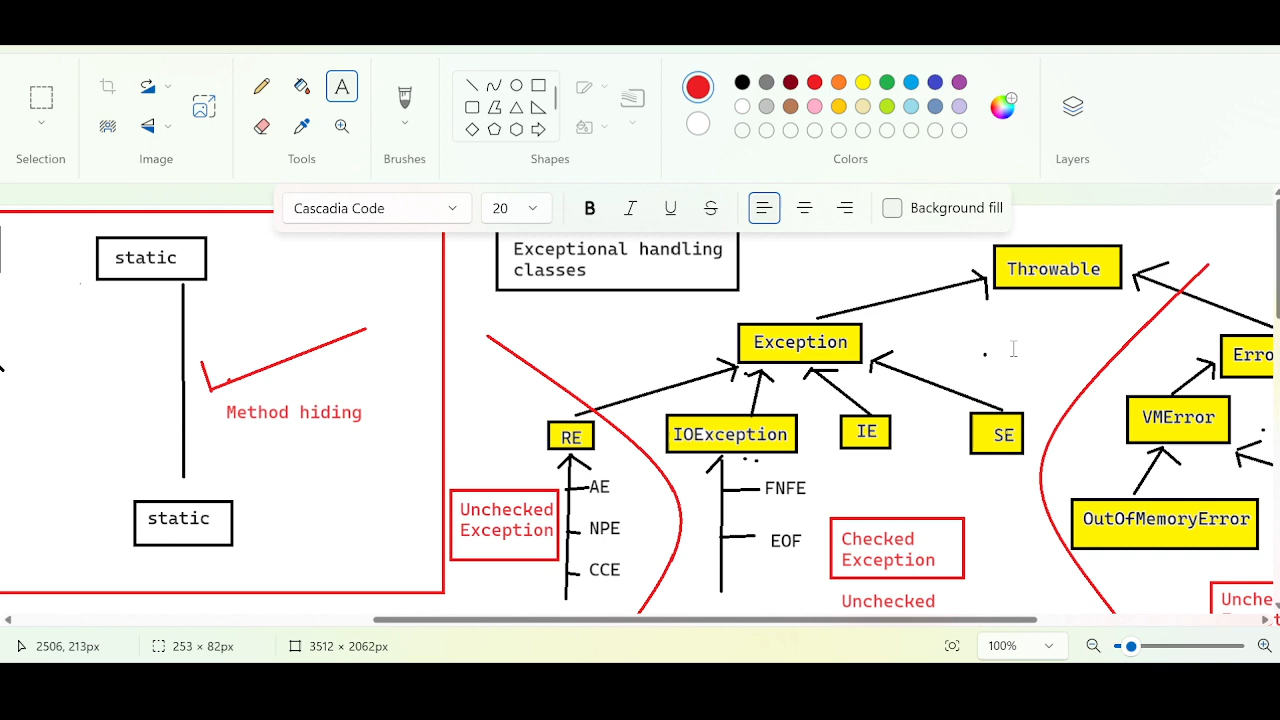 Selection
Image
Tools
Brushes
Shapes
Colors
Layers
Cascadia Code
20
Background fill
static
Method hiding
static
Exceptional handling
classes
Throwable
Exception
Erro
RE
IOException
IE
SE
VMError
AE
NPE
CCE
Unchecked
Exception
FNFE
EOF
OutOfMemoryError
Checked
Exception
Unchecked
Unche
2506, 213px
253 × 82px
3512 × 2062px
100%